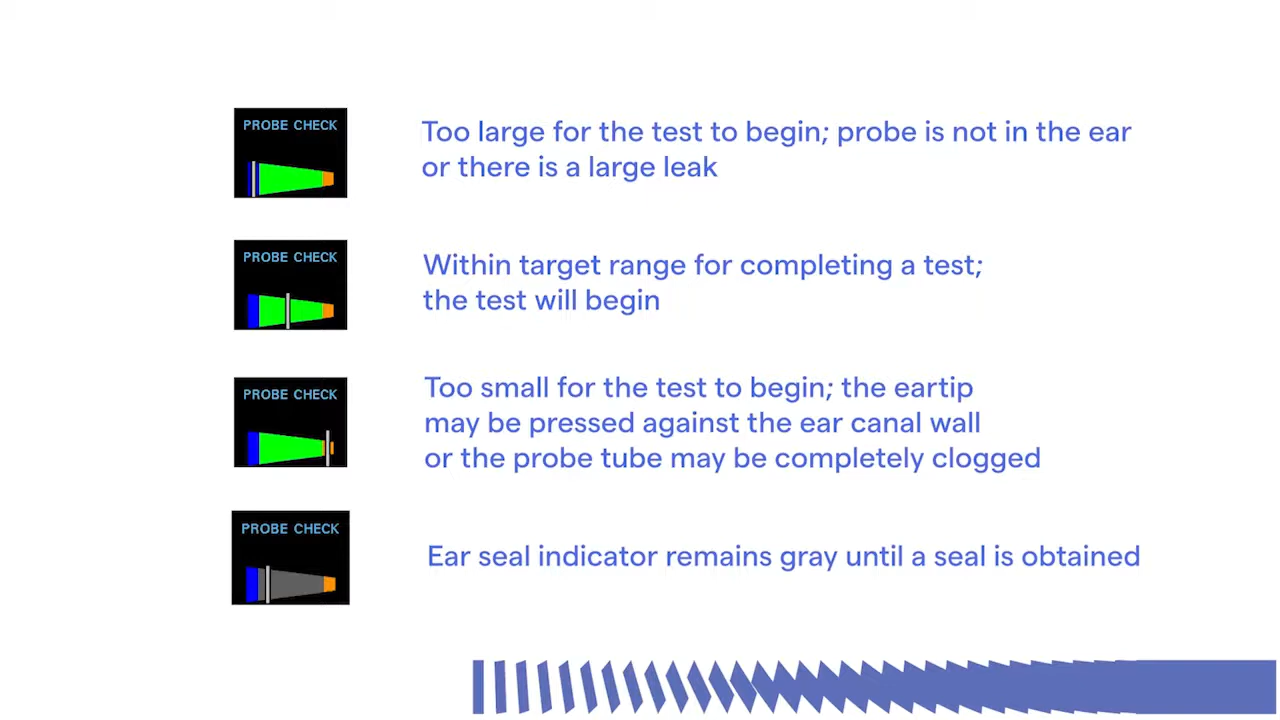 PROBE CHECK
Too large for the test to begin; probe is not in the ear
or there is a large leak
PROBE CHECK
Within target range for completing a test;
the test will begin
PROBE CHECK
Too small for the test to begin; the eartip
may be pressed against the ear canal wall
or the probe tube may be completely clogged
PROBE CHECK
Ear seal indicator remains gray until a seal is obtained